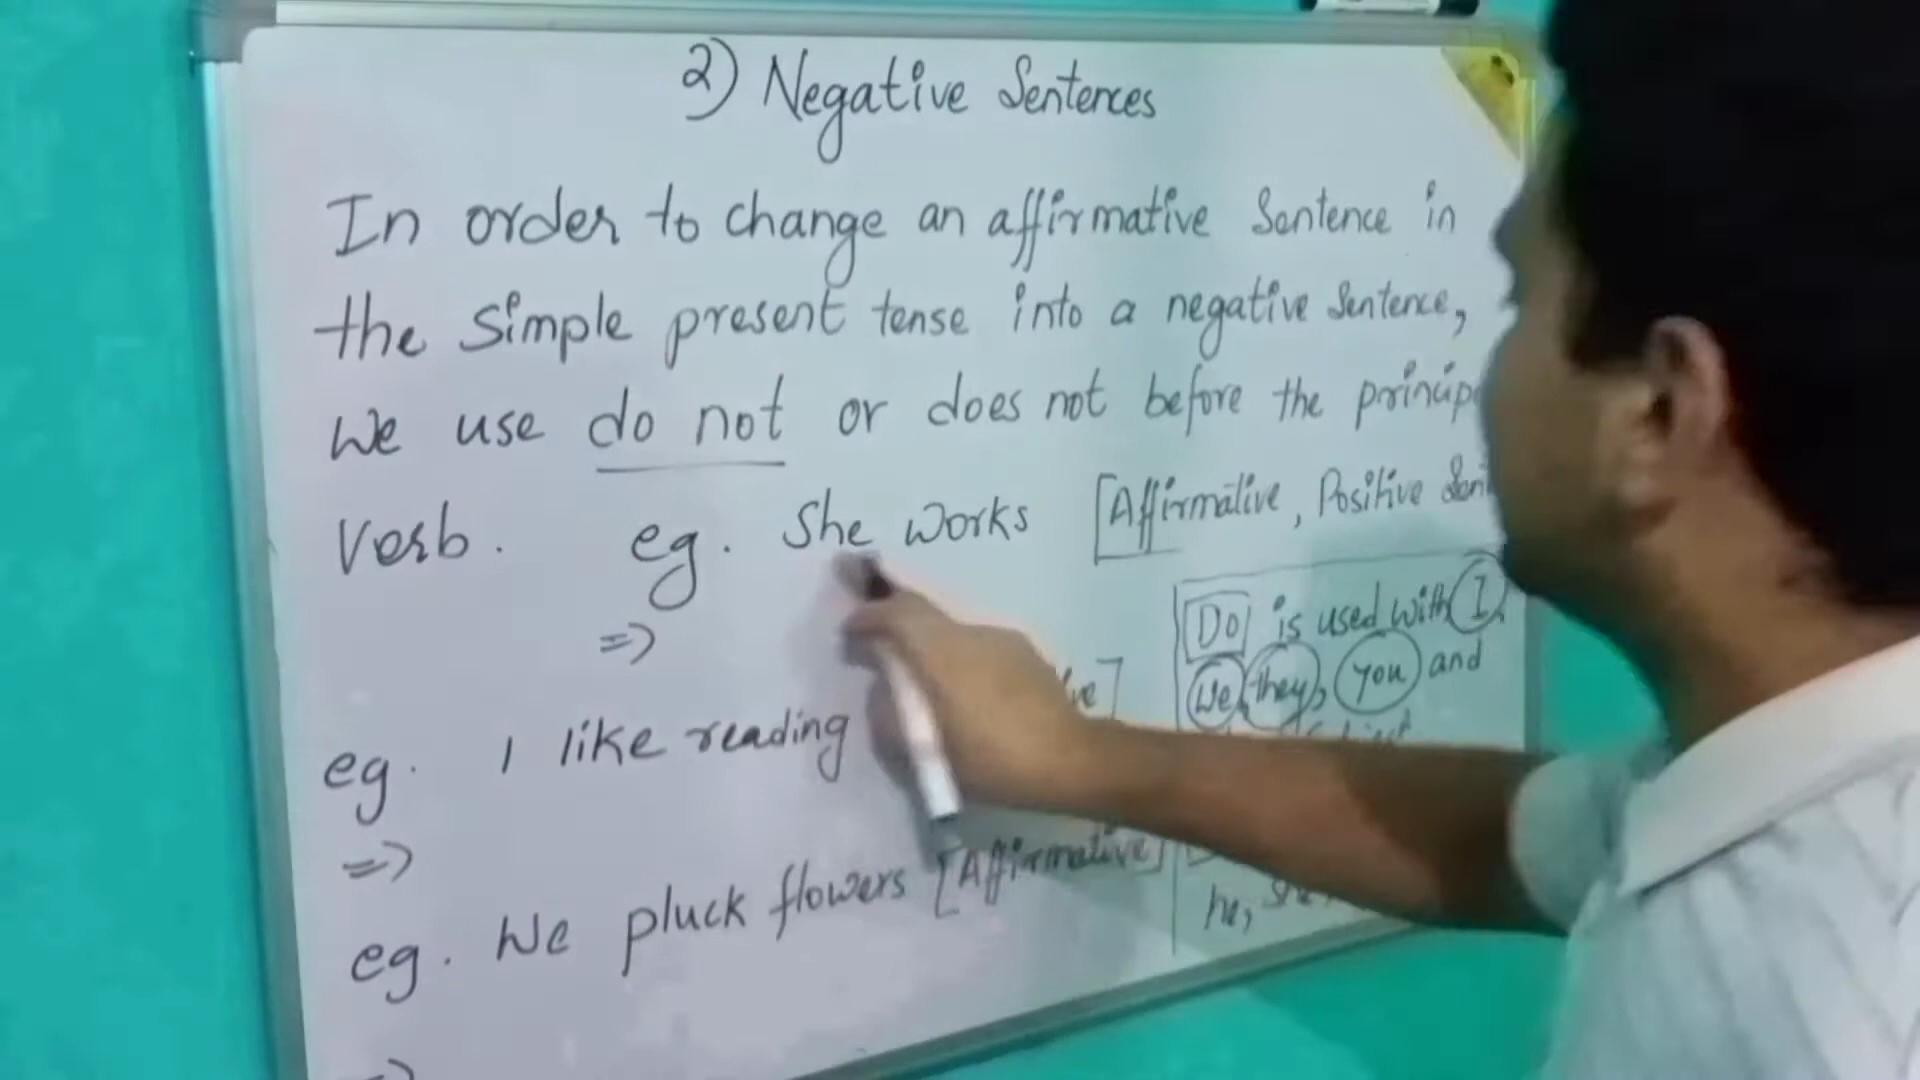 2) Negative Sentences
In order to change an affirmative Sentence in
the simple present tense into a negative Sentence,
We use do not or does not before the
Verb. eg. She works [Affirmative, Positive
=>
eg. I like reading
=>
eg. We pluck flowers [Affirmative]
=>
Do is used with I,
We, they, you and
he, she,